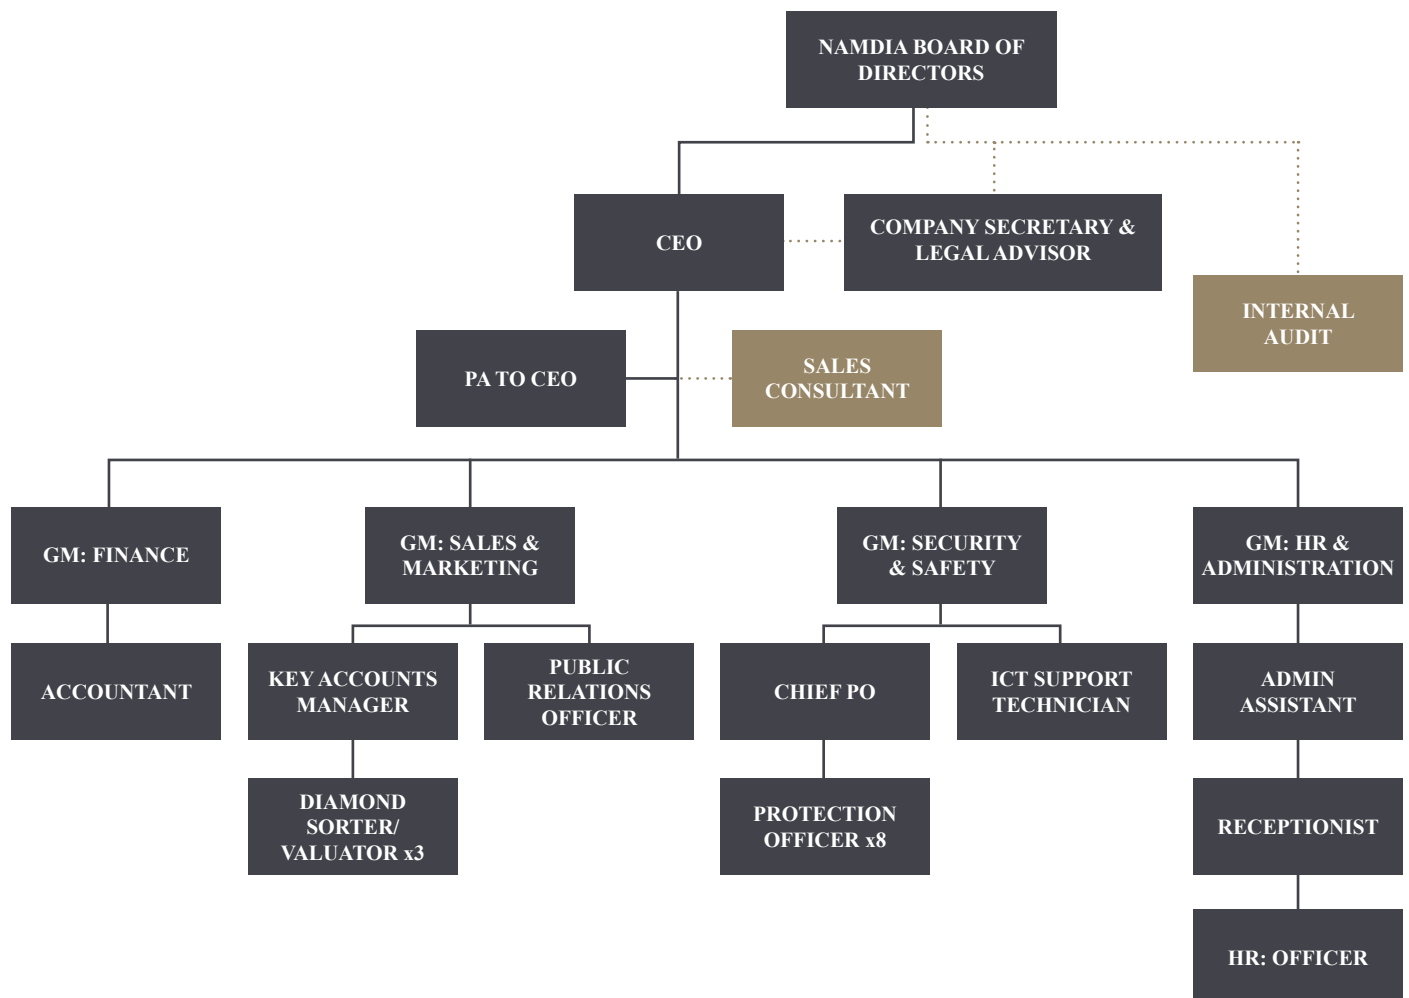 NAMDIA BOARD OF
DIRECTORS
CEO
COMPANY SECRETARY &
LEGAL ADVISOR
INTERNAL
AUDIT
PA TO CEO
SALES
CONSULTANT
GM: FINANCE
GM: SALES &
MARKETING
GM: SECURITY
& SAFETY
GM: HR &
ADMINISTRATION
ACCOUNTANT
KEY ACCOUNTS
MANAGER
PUBLIC
RELATIONS
OFFICER
CHIEF PO
ICT SUPPORT
TECHNICIAN
ADMIN
ASSISTANT
DIAMOND
SORTER/
VALUATOR x3
PROTECTION
OFFICER x8
RECEPTIONIST
HR: OFFICER